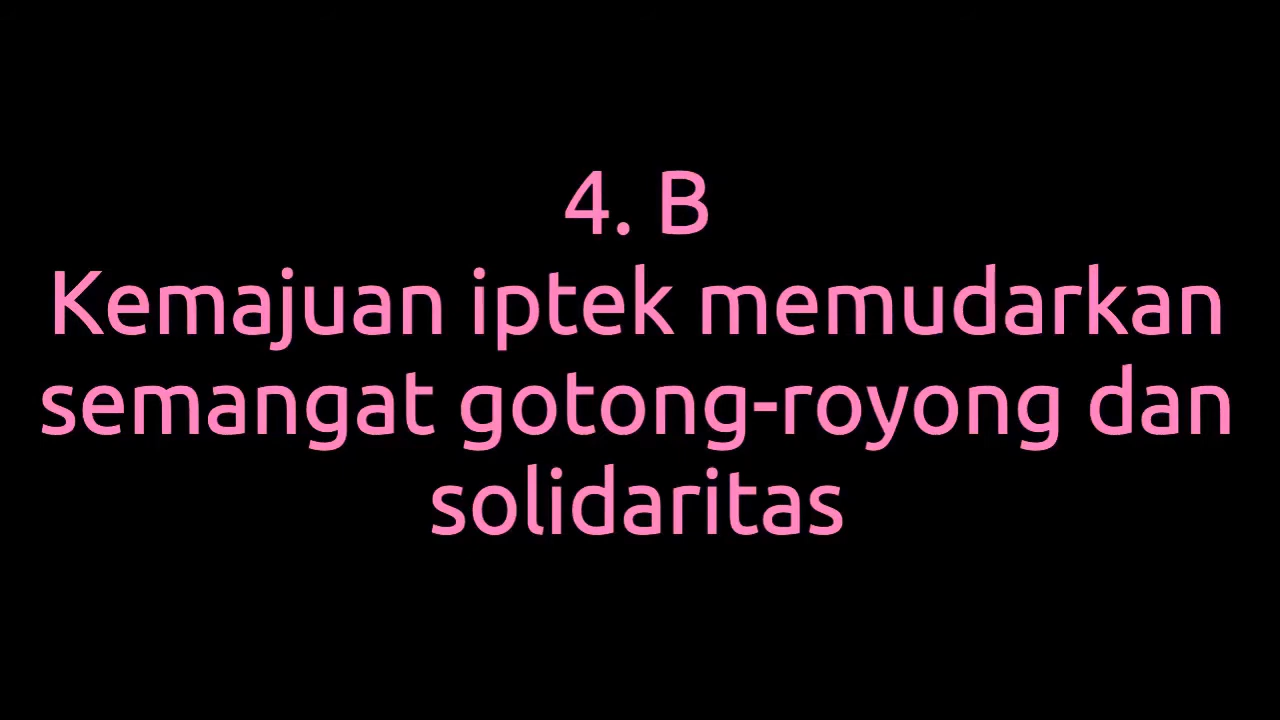 4. B
Kemajuan iptek memudarkan
semangat gotong-royong dan
solidaritas